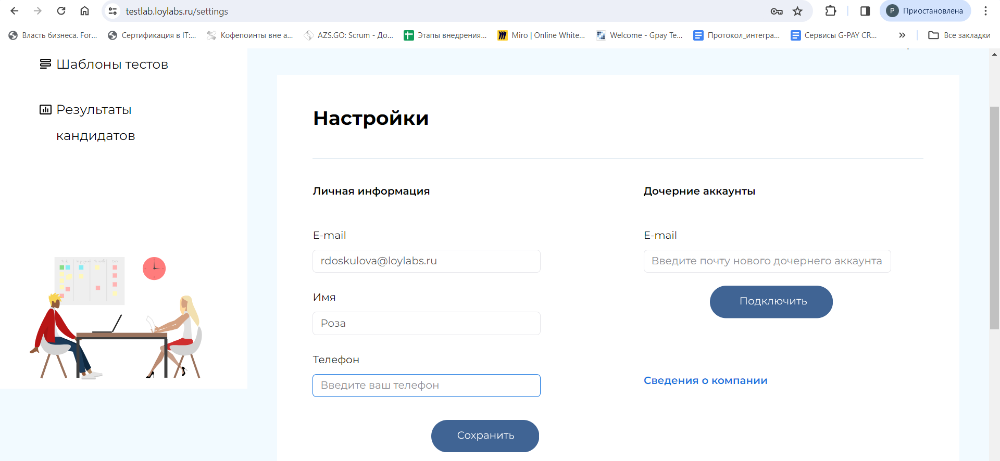 testlab.loylabs.ru/settings
Р Приостановлена
Власть бизнеса. For...
Сертификация в IT:...
Кофепоинты вне а...
AZS.GO: Scrum - До...
Этапы внедрения...
Miro | Online White...
Welcome - Gpay Te...
Протокол_интегра...
Сервисы G-PAY CR...
Все закладки
Шаблоны тестов
Результаты
кандидатов
Настройки
Личная информация
E-mail
rdoskulova@loylabs.ru
Имя
Роза
Телефон
Введите ваш телефон
Сохранить
Дочерние аккаунты
E-mail
Введите почту нового дочернего аккаунта
Подключить
Сведения о компании